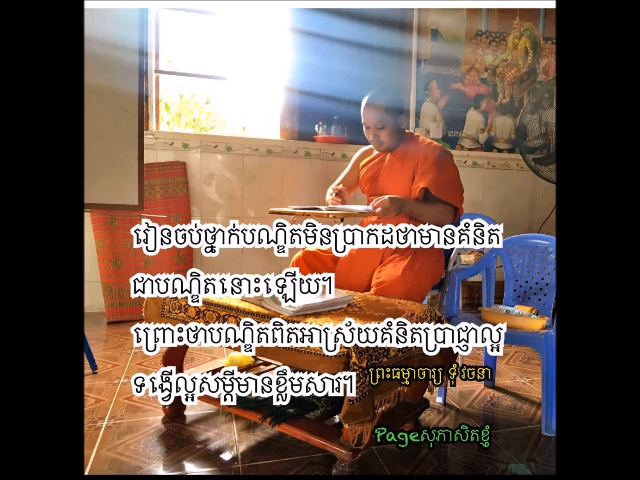 រៀនចប់ថ្នាក់បណ្ឌិតមិនប្រាកដថាមានគំនិត
ជាបណ្ឌិតនោះឡើយៗ
ព្រោះថាបណ្ឌិតពិតអាស្រ័យគំនិតប្រាជ្ញាល្អ
ទង្វើល្អសម្ដីមានខ្លឹមសារៗ
ព្រះធម្មាចារ្យ ទុំ វចនា
Pageសុភាសិតខ្ញុំ